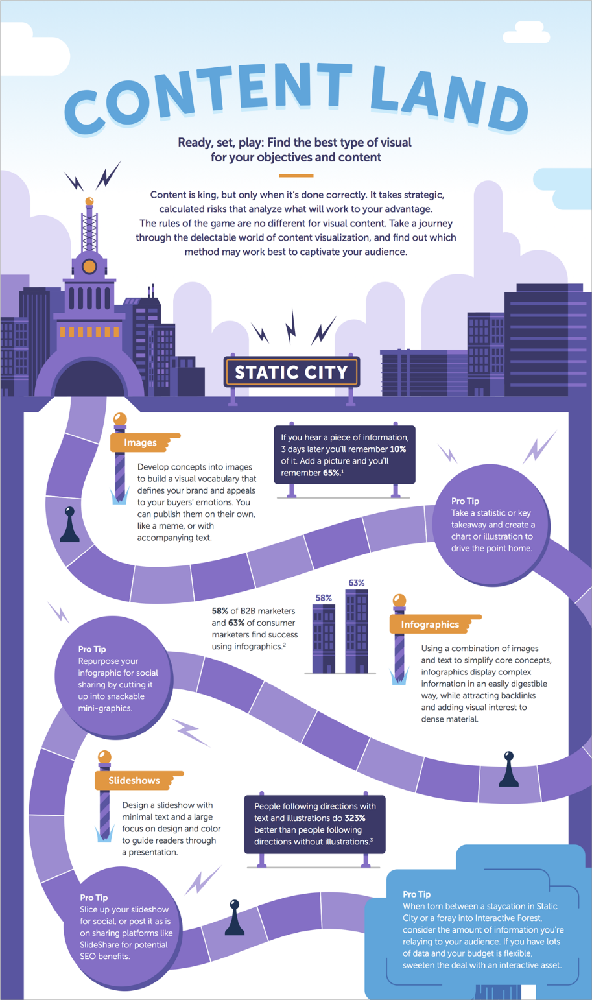 CONTENT LAND
Ready, set, play: Find the best type of visual
for your objectives and content
Content is king, but only when it's done correctly. It takes strategic,
calculated risks that analyze what will work to your advantage.
The rules of the game are no different for visual content. Take a journey
through the delectable world of content visualization, and find out which
method may work best to captivate your audience.
STATIC CITY
Images
Develop concepts into images
to build a visual vocabulary that
defines your brand and appeals
to your buyers' emotions. You
can publish them on their own,
like a meme, or with
accompanying text.
If you hear a piece of information,
3 days later you'll remember 10%
of it. Add a picture and you'll
remember 65%.¹
Pro Tip
Take a statistic or key
takeaway and create a
chart or illustration to
drive the point home.
58% of B2B marketers
and 63% of consumer
marketers find success
using infographics.²
58%
63%
Infographics
Using a combination of images
and text to simplify core concepts,
infographics display complex
information in an easily digestible
way, while attracting backlinks
and adding visual interest to
dense material.
Pro Tip
Repurpose your
infographic for social
sharing by cutting it
up into snackable
mini-graphics.
Slideshows
Design a slideshow with
minimal text and a large
focus on design and color
to guide readers through
a presentation.
People following directions with
text and illustrations do 323%
better than people following
directions without illustrations.³
Pro Tip
Slice up your slideshow
for social, or post it as is
on sharing platforms like
SlideShare for potential
SEO benefits.
Pro Tip
When torn between a staycation in Static
City or a foray into Interactive Forest,
consider the amount of information you're
relaying to your audience. If you have lots
of data and your budget is flexible,
sweeten the deal with an interactive asset.